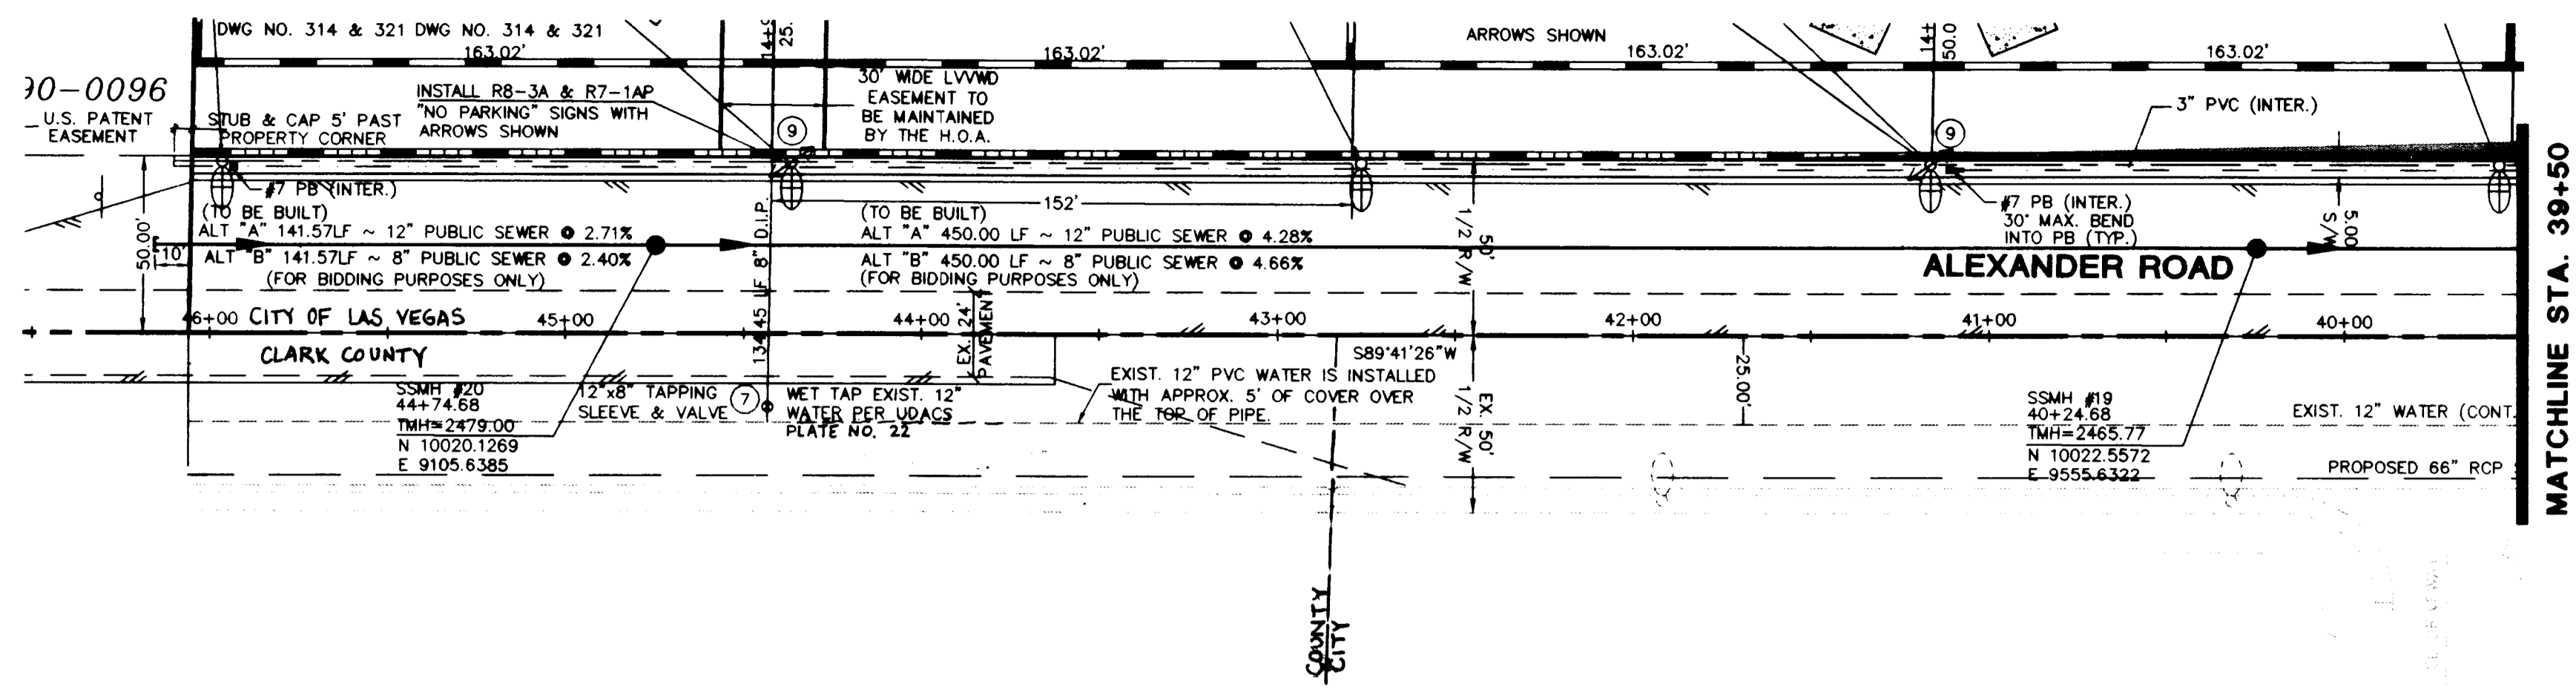 DWG NO. 314 & 321 DWG NO. 314 & 321
163.02'
163.02'
ARROWS SHOWN
163.02'
163.02'
14+
25.
14+
50.0
90-0096
U.S. PATENT
EASEMENT
STUB & CAP 5' PAST
PROPERTY CORNER
INSTALL R8-3A & R7-1AP
"NO PARKING" SIGNS WITH
ARROWS SHOWN
9
30' WIDE LVVWD
EASEMENT TO
BE MAINTAINED
BY THE H.O.A.
9
3" PVC (INTER.)
#7 PB (INTER.)
(TO BE BUILT)
ALT "A" 141.57LF ~ 12" PUBLIC SEWER @ 2.71%
ALT "B" 141.57LF ~ 8" PUBLIC SEWER @ 2.40%
(FOR BIDDING PURPOSES ONLY)
50.00'
10'
152'
(TO BE BUILT)
ALT "A" 450.00 LF ~ 12" PUBLIC SEWER @ 4.28%
ALT "B" 450.00 LF ~ 8" PUBLIC SEWER @ 4.66%
(FOR BIDDING PURPOSES ONLY)
134.45 LF 8" D.I.P.
50'
1/2 R/W
#7 PB (INTER.)
30° MAX. BEND
INTO PB (TYP.)
5.00'
S/W
ALEXANDER ROAD
MATCHLINE STA. 39+50
46+00
CITY OF LAS VEGAS
45+00
44+00
43+00
42+00
41+00
40+00
CLARK COUNTY
EX. 24'
PAVEMENT
S89°41'26"W
25.00'
SSMH #20
44+74.68
TMH=2479.00
N 10020.1269
E 9105.6385
12"x8" TAPPING
SLEEVE & VALVE
7
WET TAP EXIST. 12"
WATER PER UDACS
PLATE NO. 22
EXIST. 12" PVC WATER IS INSTALLED
WITH APPROX. 5' OF COVER OVER
THE TOP OF PIPE.
EX. 50'
1/2 R/W
SSMH #19
40+24.68
TMH=2465.77
N 10022.5572
E 9555.6322
EXIST. 12" WATER (CONT.
PROPOSED 66" RCP
COUNTY
CITY